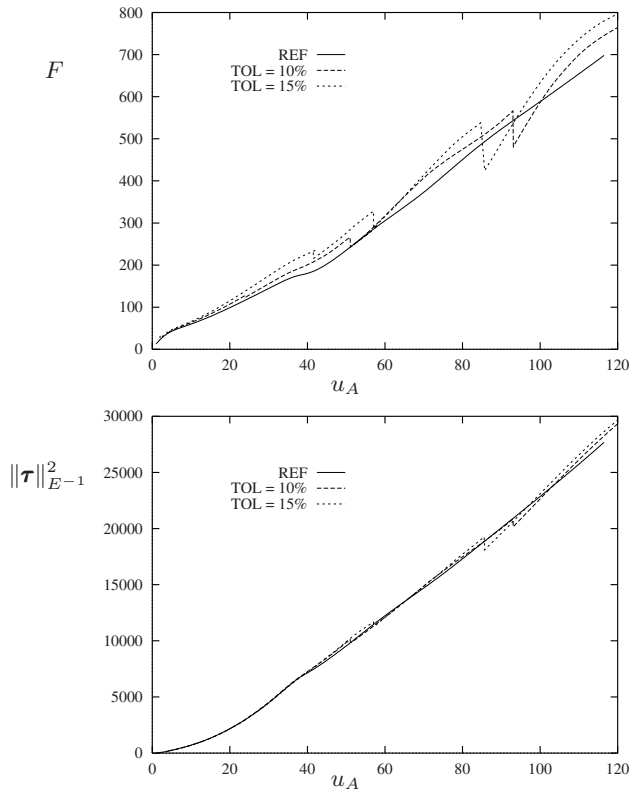 800
700
REF
F
TOL = 10%
TOL = 15%
600
500
400
300
200
100
0
0 20 40 60 80 100 120
u_A
30000
25000
REF
‖τ‖²_{E−1}
TOL = 10%
TOL = 15%
20000
15000
10000
5000
0
0 20 40 60 80 100 120
u_A